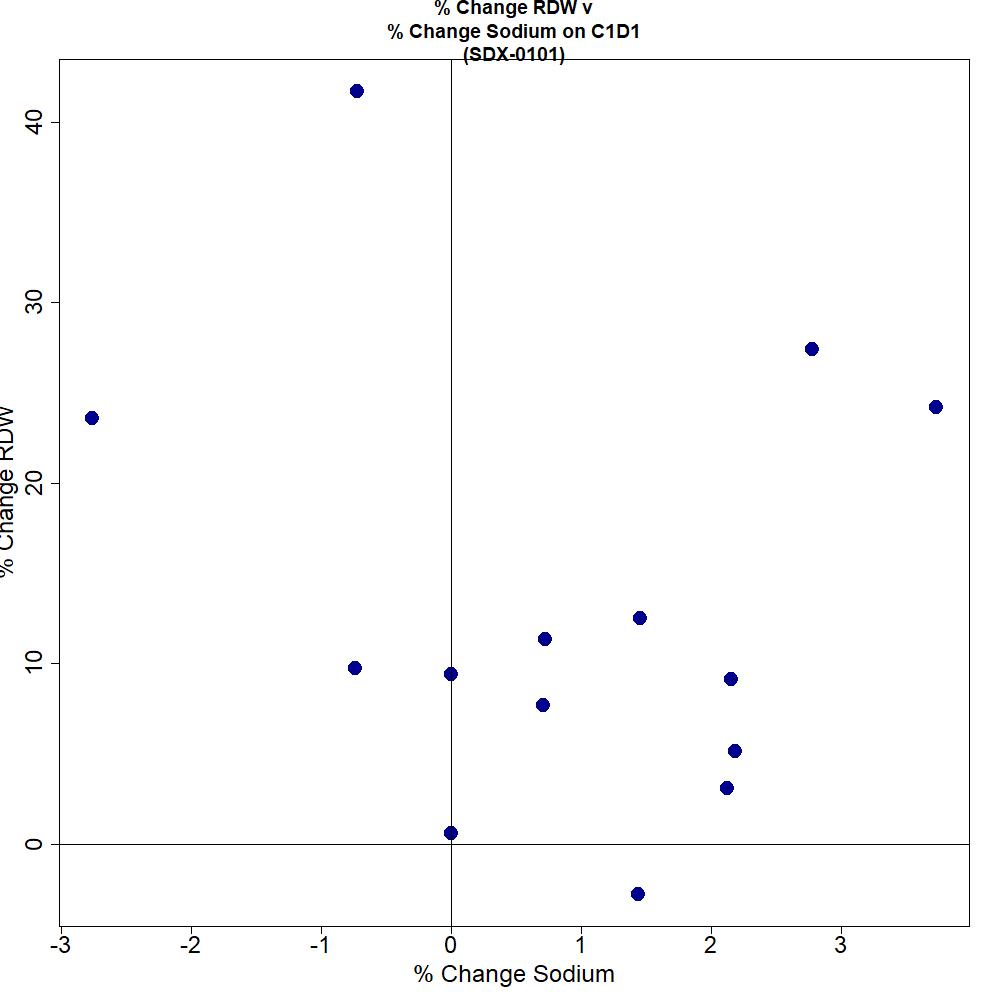 % Change RDW v
% Change Sodium on C1D1
(SDX-0101)
% Change RDW
40
30
20
10
0
-3 -2 -1 0 1 2 3
% Change Sodium